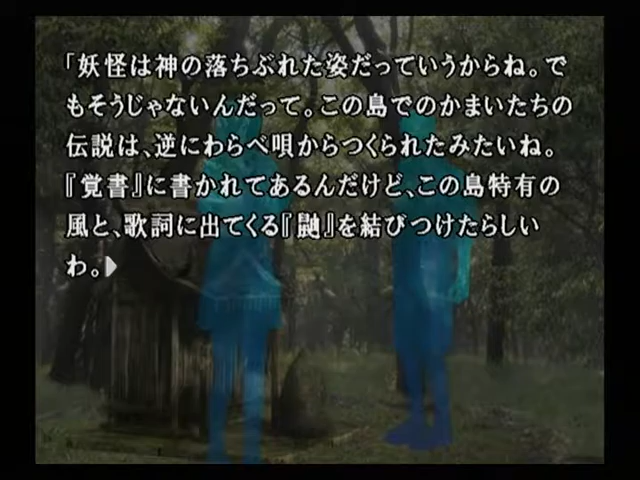 「妖怪は神の落ちぶれた姿だっていうからね。で
もそうじゃないんだって。この島でのかまいたちの
伝説は、逆にわらべ唄からつくられたみたいね。
『覚書』に書かれてあるんだけど、この島特有の
風と、歌詞に出てくる『鼬』を結びつけたらしい
わ。